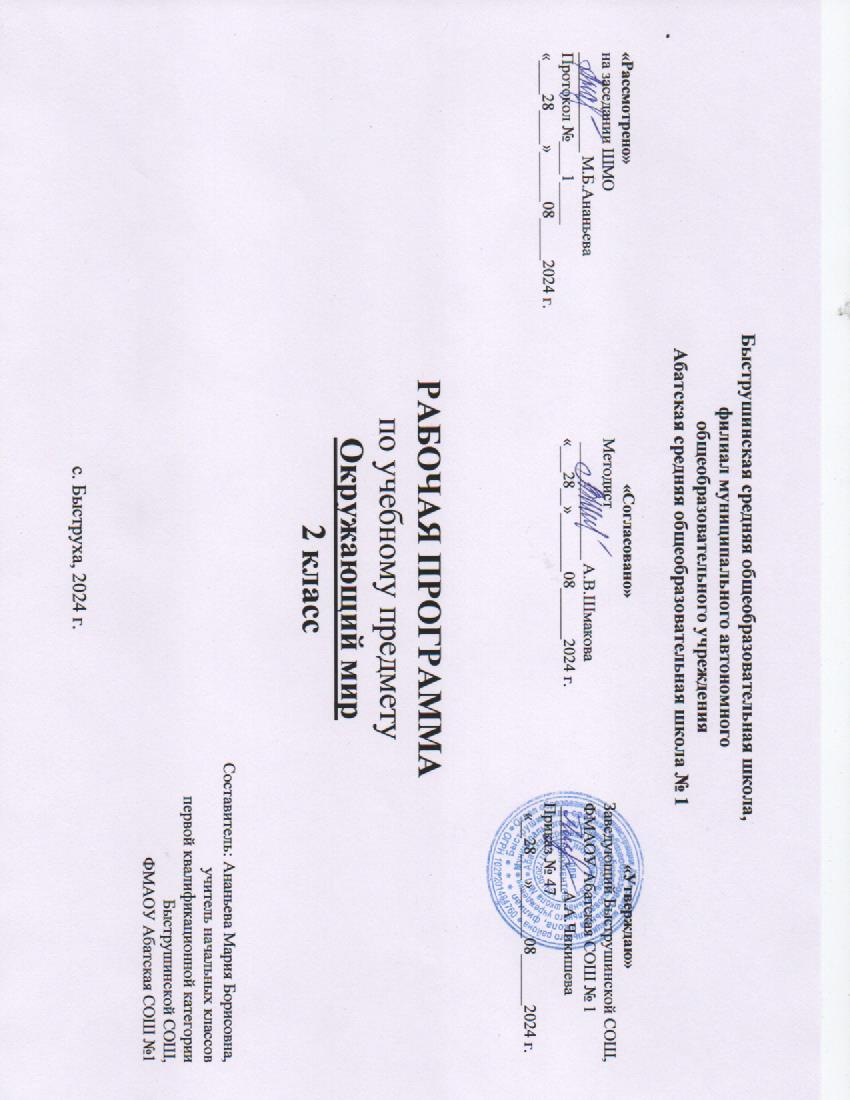 Быструшинская средняя общеобразовательная школа,
филиал муниципального автономного
общеобразовательного учреждения
Абатская средняя общеобразовательная школа № 1
«Рассмотрено»
на заседании ШМО
М.Б.Ананьева
Протокол № 1
« 28 » 08 2024 г.
«Согласовано»
Методист
А.В.Шмакова
« 28 » 08 2024 г.
«Утверждаю»
Заведующий Быструшинской СОШ,
ФМАОУ Абатская СОШ № 1
А.А.Чикишева
Приказ № 47
« 28 » 08 2024 г.
РАБОЧАЯ ПРОГРАММА
по учебному предмету
Окружающий мир
2 класс
Составитель: Ананьева Мария Борисовна,
учитель начальных классов
первой квалификационной категории
Быструшинской СОШ,
ФМАОУ Абатская СОШ №1
с. Быструха, 2024 г.